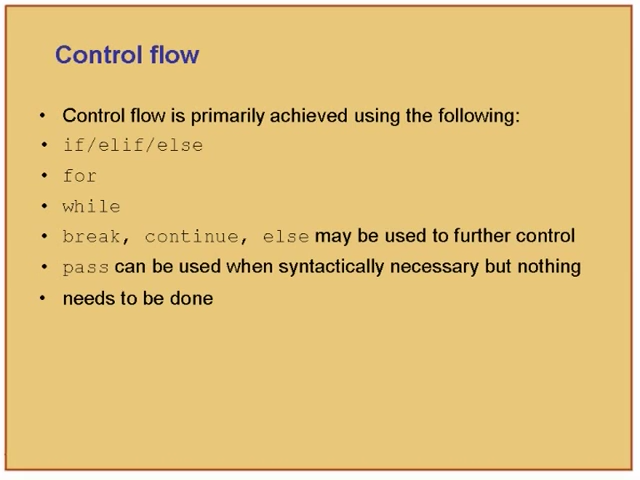 Control flow
• Control flow is primarily achieved using the following:
• if/elif/else
• for
• while
• break, continue, else may be used to further control
• pass can be used when syntactically necessary but nothing
• needs to be done